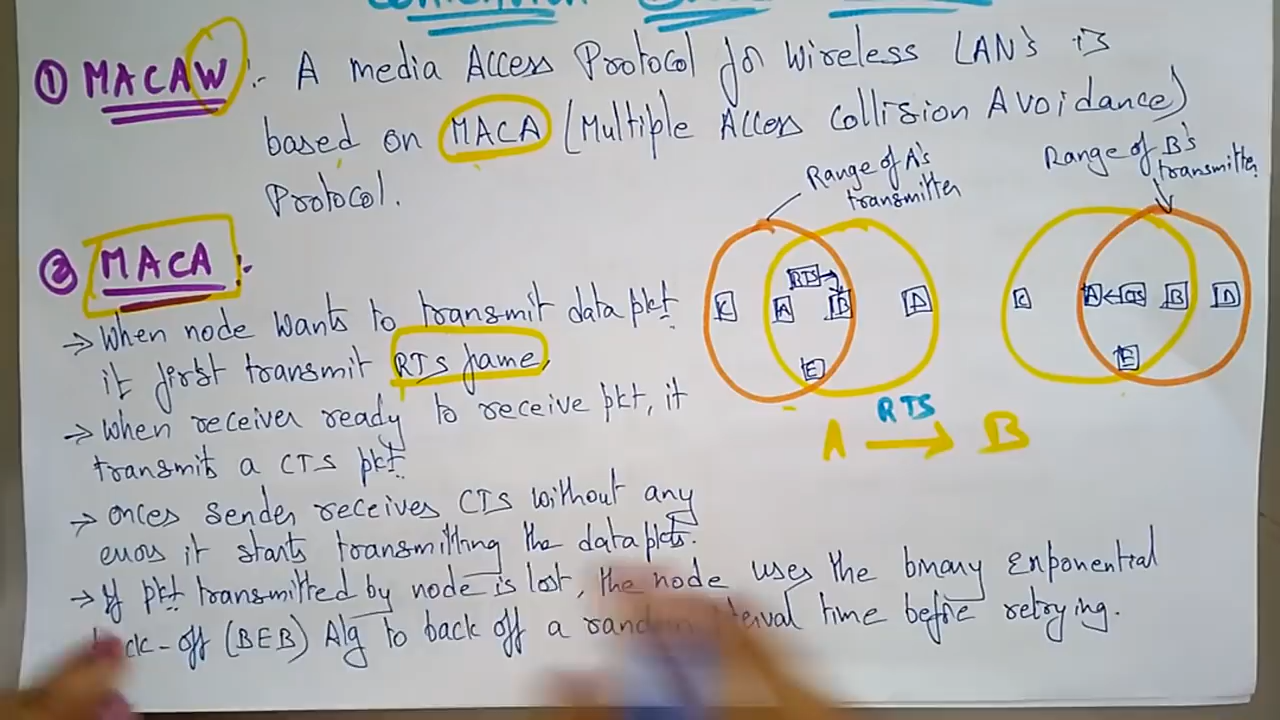 ① MACAW :- A media Access Protocol for Wireless LAN's is
based on MACA (Multiple Access Collision Avoidance)
Protocol.
Range of A's
transmitter
Range of B's
transmitter
② MACA :-
→ When node wants to transmit data pkt
it first transmit RTS frame,
→ When receiver ready to receive pkt, it
transmits a CTS pkt.
→ onces sender receives CTS without any
error it starts transmitting the data pkts.
→ If pkt transmitted by node is lost, the node uses the binary exponential
back-off (BEB) Alg to back off a random interval time before retrying.
C A RTS→ B D
E
C A ←CTS B D
E
RTS
A → B